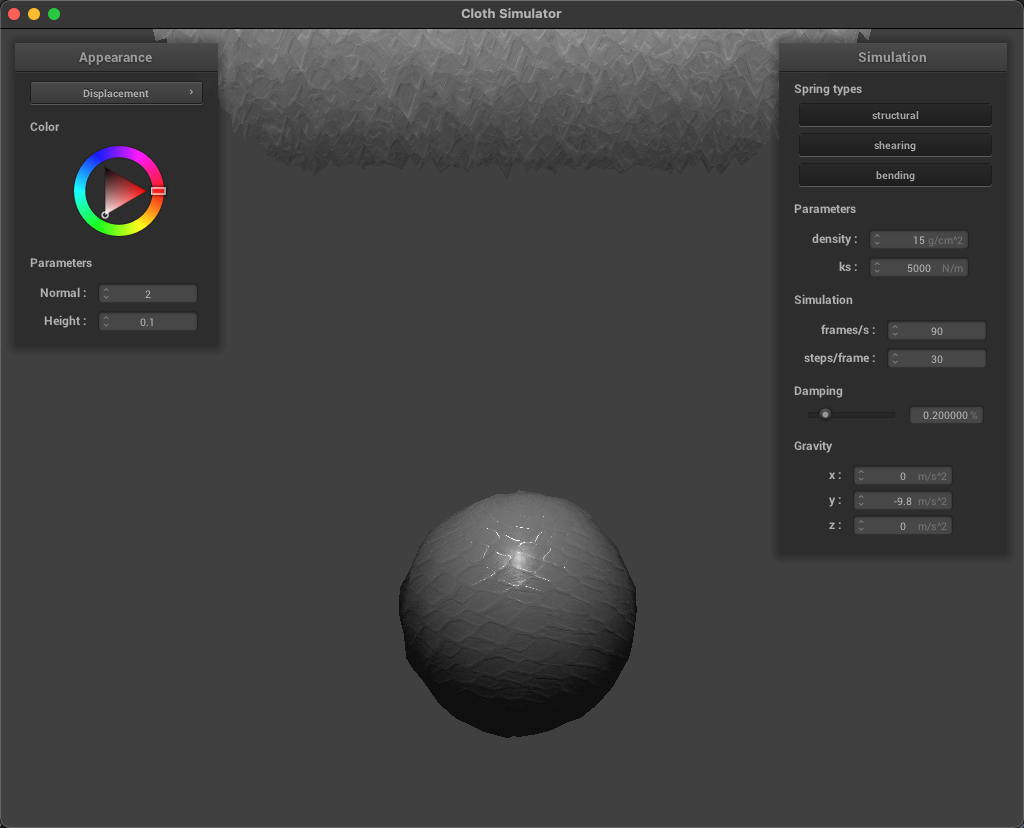 Cloth Simulator
Appearance
Displacement
Color
Parameters
Normal : 2
Height : 0.1
Simulation
Spring types
structural
shearing
bending
Parameters
density : 15 g/cm^2
ks : 5000 N/m
Simulation
frames/s : 90
steps/frame : 30
Damping
0.200000 %
Gravity
x : 0 m/s^2
y : -9.8 m/s^2
z : 0 m/s^2